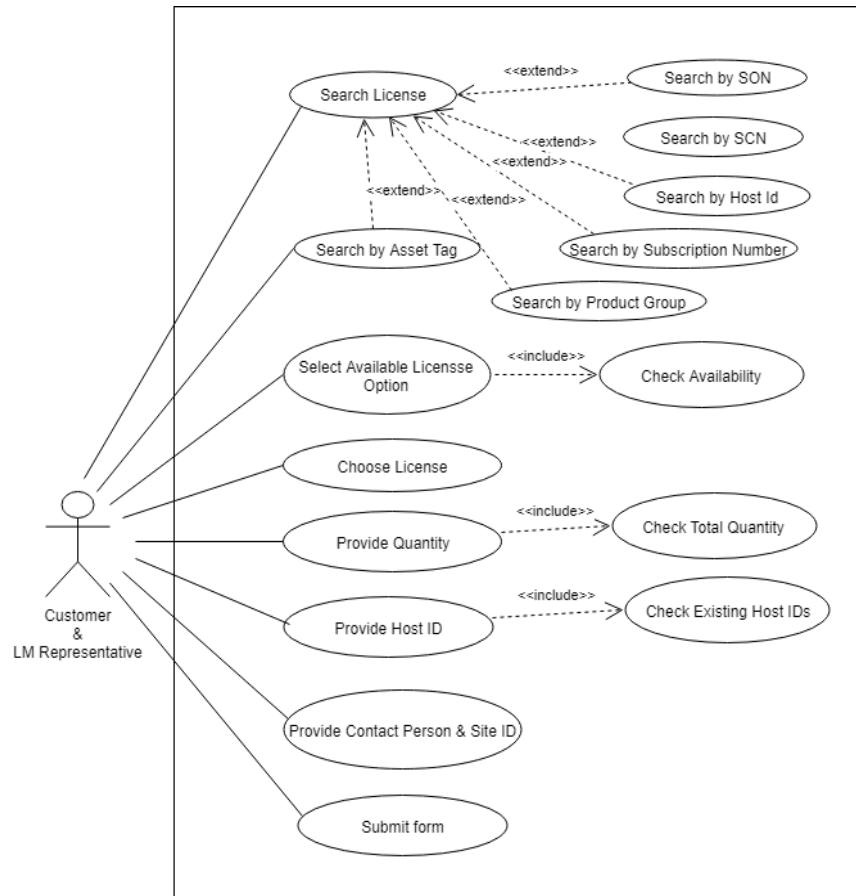 <<extend>>
Search by SON
Search License
Search by SCN
<<extend>>
<<extend>>
<<extend>>
Search by Host Id
<<extend>>
Search by Asset Tag
Search by Subscription Number
Search by Product Group
<<include>>
Select Available Licensse
Option
Check Availability
Choose License
<<include>>
Check Total Quantity
Provide Quantity
<<include>>
Check Existing Host IDs
Provide Host ID
Customer
&
LM Representative
Provide Contact Person & Site ID
Submit form